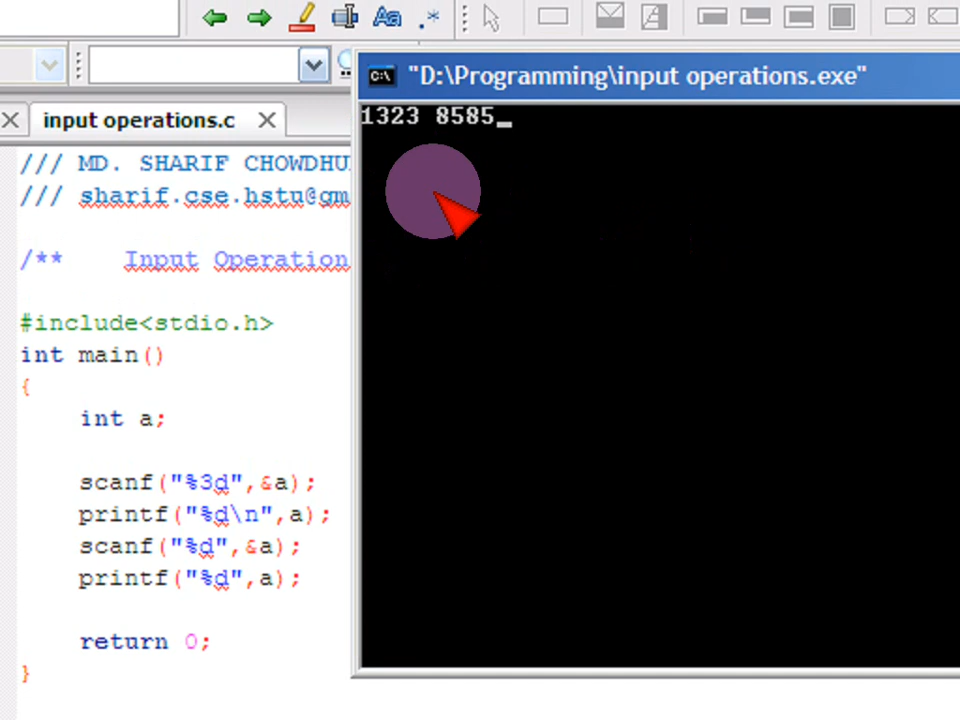 "D:\Programming\input operations.exe"
input operations.c
1323 8585_
/// MD. SHARIF CHOWDHU
/// sharif.cse.hstu@gm
/** Input Operation
#include<stdio.h>
int main()
{
int a;
scanf("%3d",&a);
printf("%d\n",a);
scanf("%d",&a);
printf("%d",a);
return 0;
}